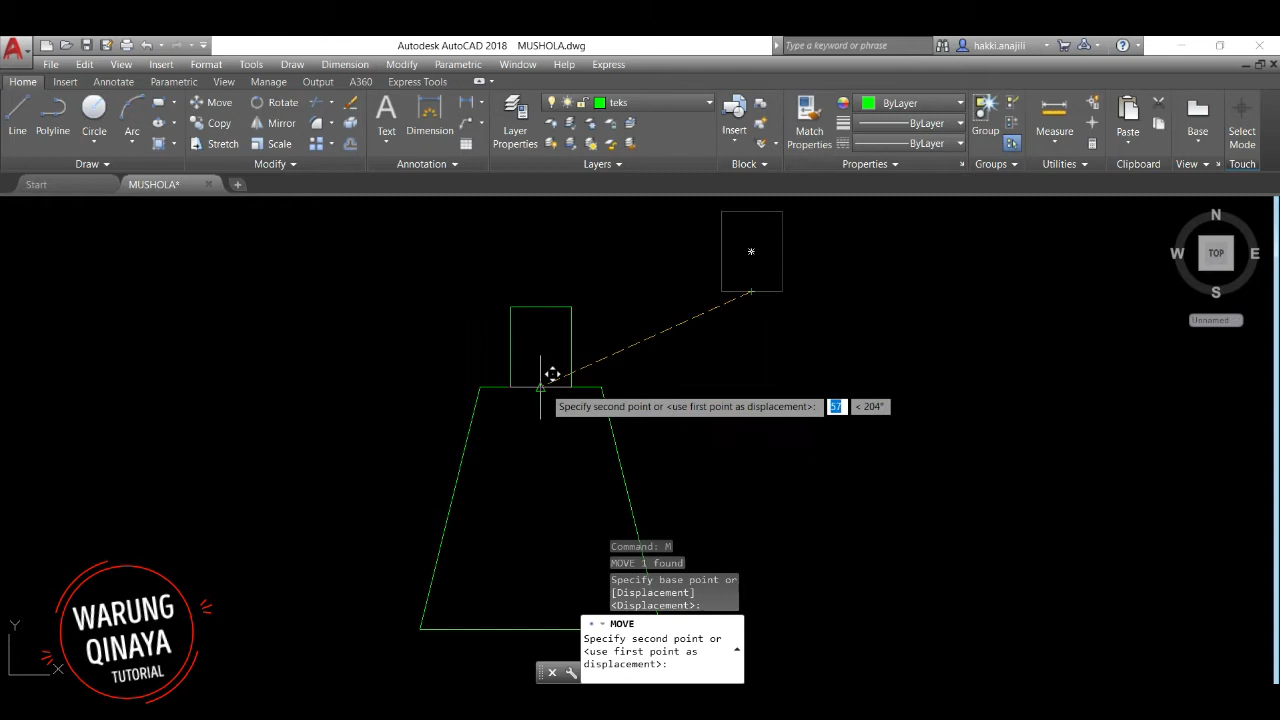 Autodesk AutoCAD 2018 MUSHOLA.dwg
Type a keyword or phrase
hakki.anajili
File Edit View Insert Format Tools Draw Dimension Modify Parametric Window Help Express
Home Insert Annotate Parametric View Manage Output A360 Express Tools
Line Polyline Circle Arc
Move Rotate
Copy Mirror
Stretch Scale
Text Dimension
Layer Properties
teks
Insert
Match Properties
ByLayer
ByLayer
ByLayer
Group
Measure
Paste
Base
Select Mode
Draw Modify Annotation Layers Block Properties Groups Utilities Clipboard View Touch
Start MUSHOLA*
N
W TOP E
S
Unnamed
Specify second point or <use first point as displacement>: 57 < 204°
Command: M
MOVE 1 found
Specify base point or
[Displacement]
<Displacement>:
MOVE
Specify second point or
<use first point as
displacement>:
WARUNG
QINAYA
TUTORIAL
Y
X